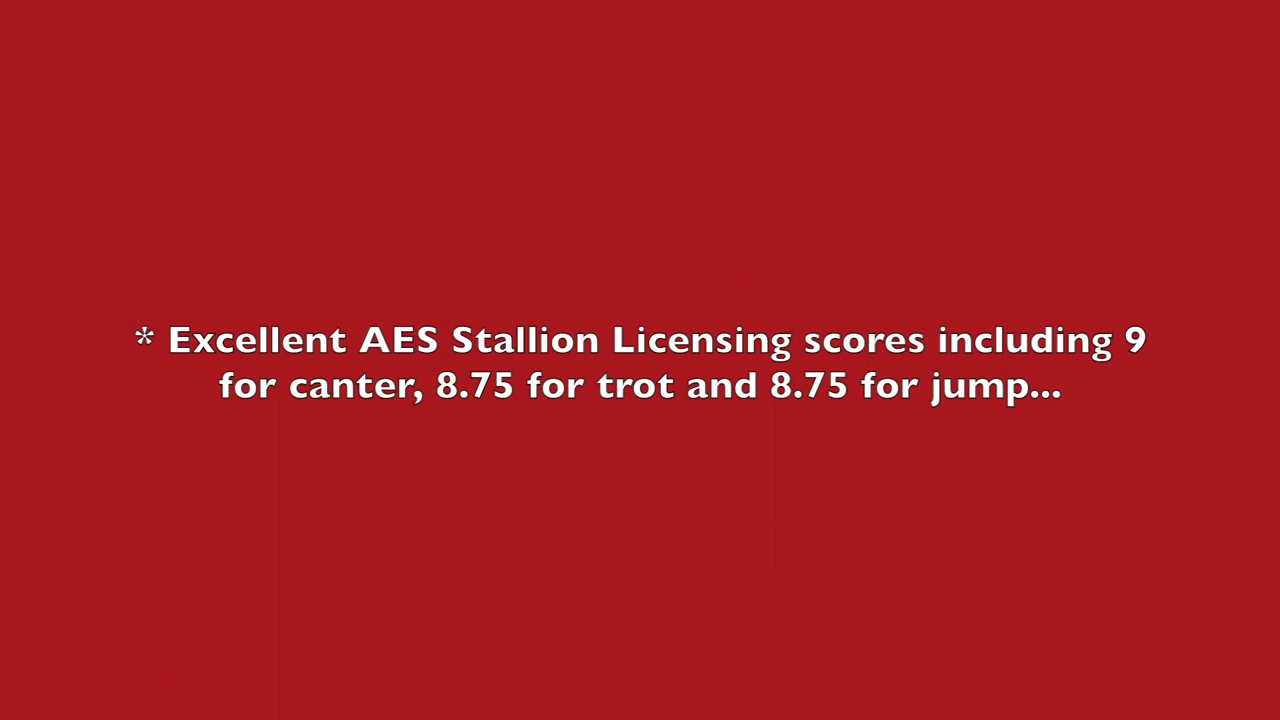 * Excellent AES Stallion Licensing scores including 9
for canter, 8.75 for trot and 8.75 for jump...